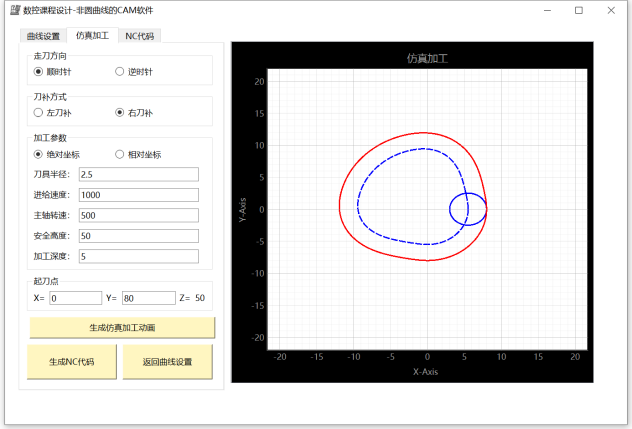 数控课程设计-非圆曲线的CAM软件
曲线设置 仿真加工 NC代码
走刀方向
顺时针 逆时针
刀补方式
左刀补 右刀补
加工参数
绝对坐标 相对坐标
刀具半径： 2.5
进给速度： 1000
主轴转速： 500
安全高度： 50
加工深度： 5
起刀点
X= 0 Y= 80 Z= 50
生成仿真加工动画
生成NC代码 返回曲线设置
仿真加工
20
15
10
5
0
-5
-10
-15
-20
Y-Axis
-20 -15 -10 -5 0 5 10 15 20
X-Axis